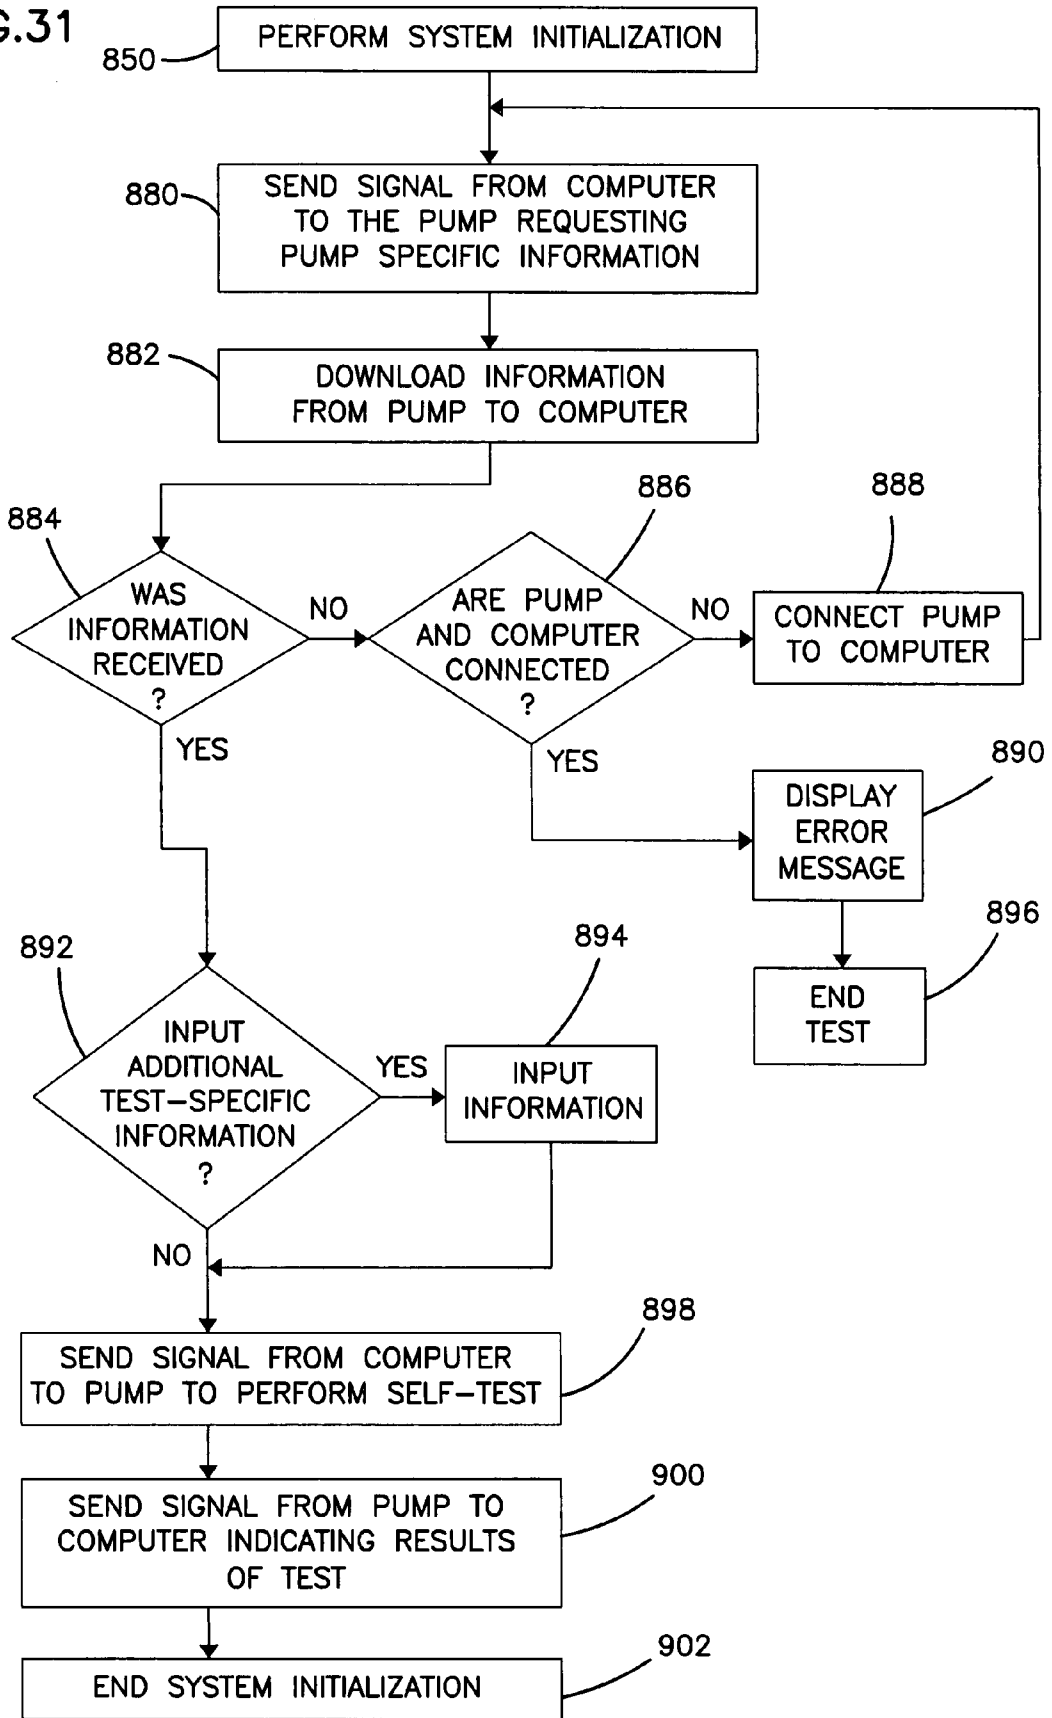 G.31
850
PERFORM SYSTEM INITIALIZATION
880
SEND SIGNAL FROM COMPUTER
TO THE PUMP REQUESTING
PUMP SPECIFIC INFORMATION
882
DOWNLOAD INFORMATION
FROM PUMP TO COMPUTER
884
WAS
INFORMATION
RECEIVED
?
NO
YES
886
ARE PUMP
AND COMPUTER
CONNECTED
?
NO
YES
888
CONNECT PUMP
TO COMPUTER
890
DISPLAY
ERROR
MESSAGE
896
END
TEST
892
INPUT
ADDITIONAL
TEST-SPECIFIC
INFORMATION
?
YES
NO
894
INPUT
INFORMATION
898
SEND SIGNAL FROM COMPUTER
TO PUMP TO PERFORM SELF-TEST
900
SEND SIGNAL FROM PUMP TO
COMPUTER INDICATING RESULTS
OF TEST
902
END SYSTEM INITIALIZATION